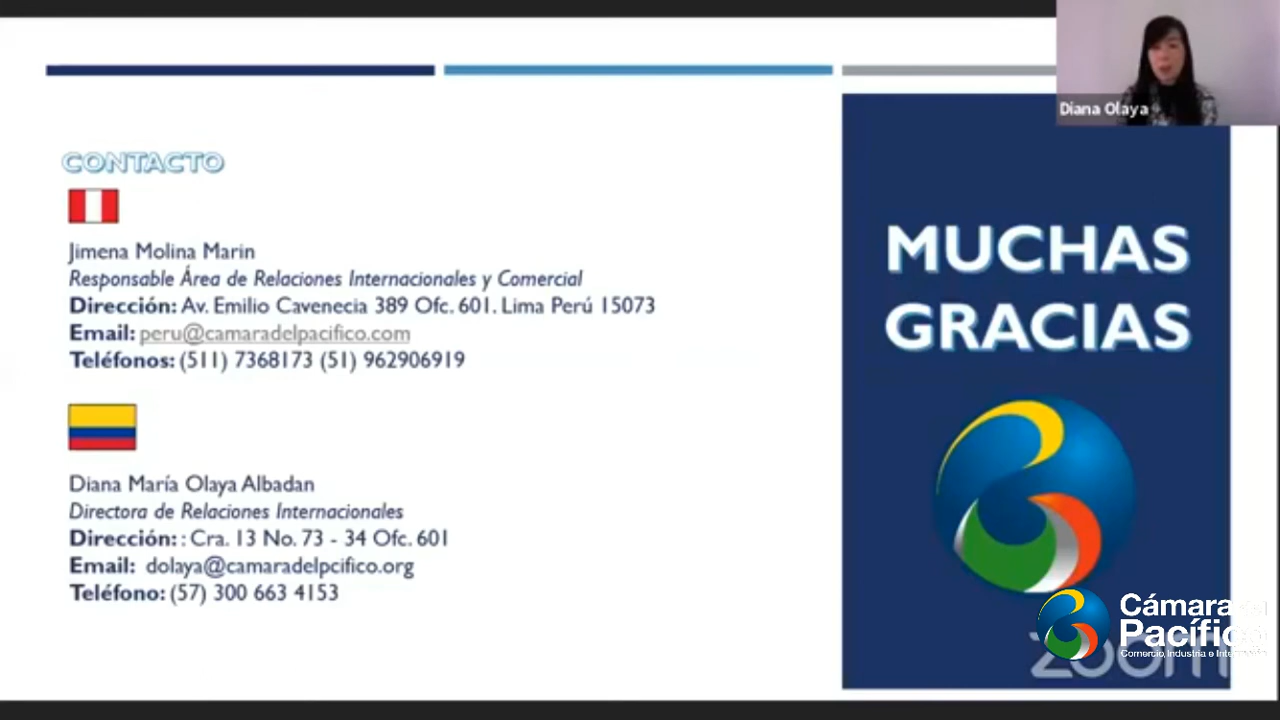 Diana Olaya
CONTACTO
Jimena Molina Marin
Responsable Área de Relaciones Internacionales y Comercial
Dirección: Av. Emilio Cavenecia 389 Ofc. 601. Lima Perú 15073
Email: peru@camaradelpacifico.com
Teléfonos: (511) 7368173 (51) 962906919
Diana María Olaya Albadan
Directora de Relaciones Internacionales
Dirección: : Cra. 13 No. 73 - 34 Ofc. 601
Email: dolaya@camaradelpcifico.org
Teléfono: (57) 300 663 4153
MUCHAS
GRACIAS
Cámara
Pacífico
Comercio, Industria e
zoom